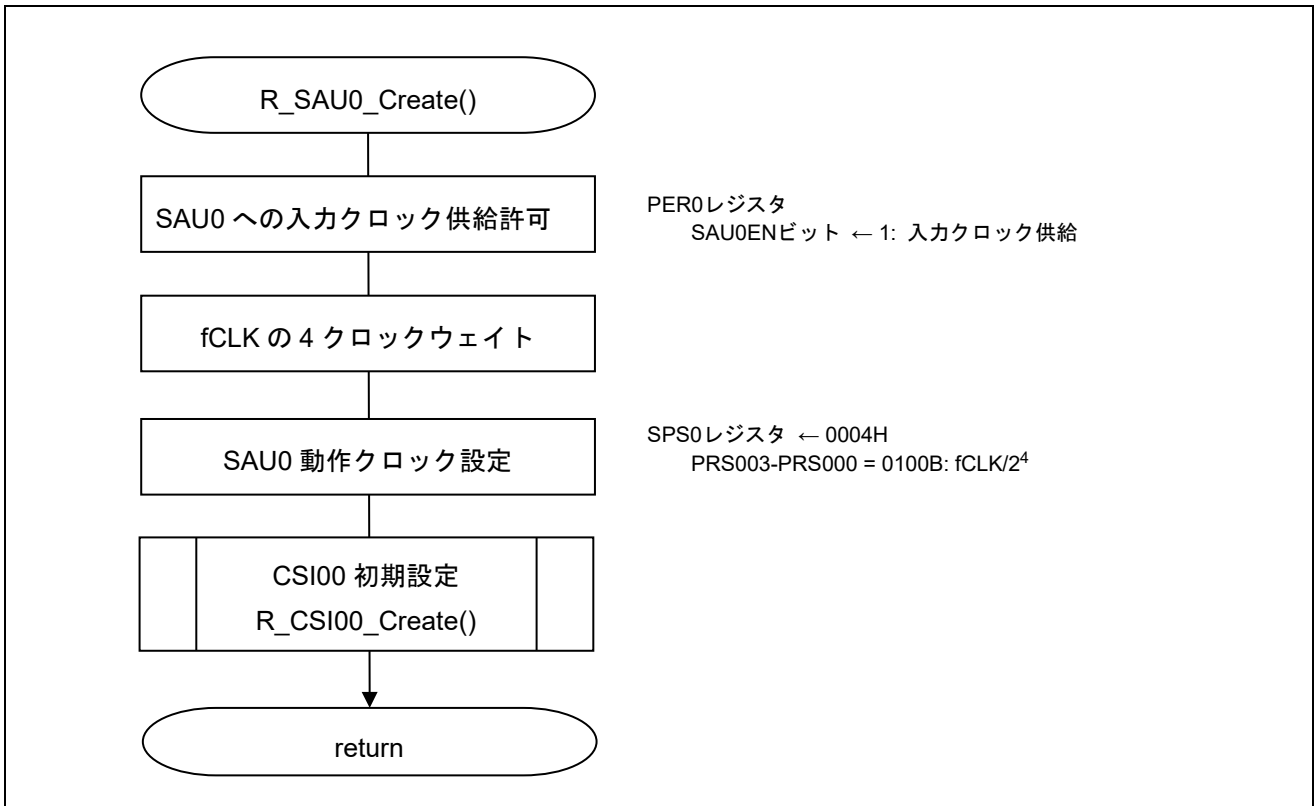 R_SAU0_Create()
SAU0 への入力クロック供給許可
PER0レジスタ
SAU0ENビット ← 1: 入力クロック供給
fCLK の 4 クロックウェイト
SAU0 動作クロック設定
SPS0レジスタ ← 0004H
PRS003-PRS000 = 0100B: fCLK/2⁴
CSI00 初期設定
R_CSI00_Create()
return